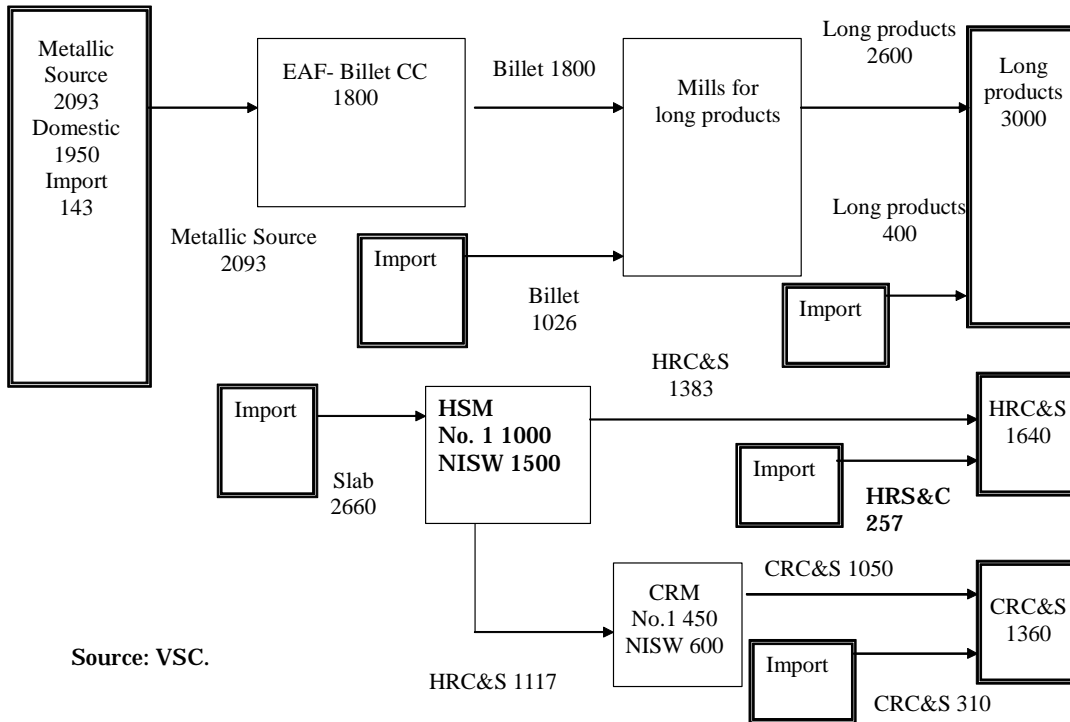 Metallic
Source
2093
Domestic
1950
Import
143
Metallic Source
2093
EAF- Billet CC
1800
Billet 1800
Import
Billet
1026
Mills for
long products
Long products
2600
Long products
400
Import
Long
products
3000
Import
Slab
2660
HSM
No. 1 1000
NISW 1500
HRC&S
1383
Import
HRS&C
257
HRC&S
1640
HRC&S 1117
CRM
No.1 450
NISW 600
CRC&S 1050
Import
CRC&S 310
CRC&S
1360
Source: VSC.